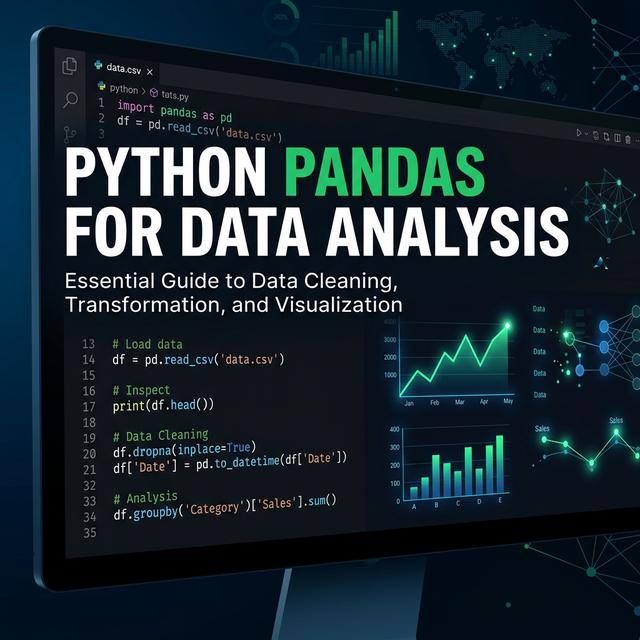 data.csv ×
python > tats.py
1 import pandas as pd
2 df = pd.read_csv('data.csv')
3
PYTHON PANDAS
FOR DATA ANALYSIS
Essential Guide to Data Cleaning,
Transformation, and Visualization
13 # Load data
14 df = pd.read_csv('data.csv')
15
16 # Inspect
17 print(df.head())
18
19 # Data Cleaning
20 df.dropna(inplace=True)
21 df['Date'] = pd.to_datetime(df['Date'])
22
33 # Analysis
34 df.groupby('Category')['Sales'].sum()
35
3000
2000
1000
Jan Feb Mar Apr May
400
300
200
100
0
A B C D E
Data
Data
Data
Data
Data
Sales Sales